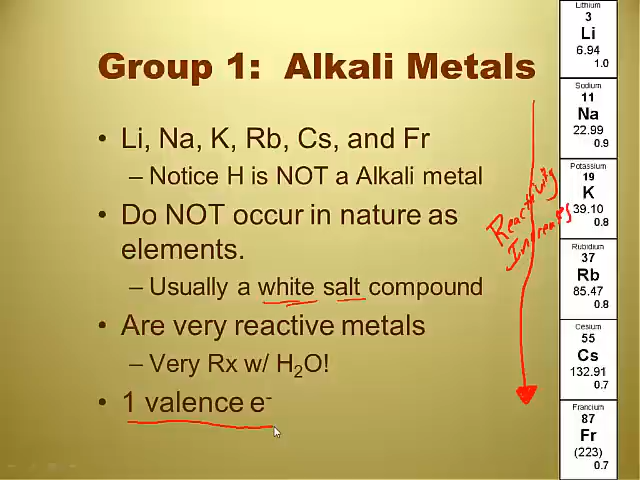 Group 1: Alkali Metals
• Li, Na, K, Rb, Cs, and Fr
– Notice H is NOT a Alkali metal
• Do NOT occur in nature as
elements.
– Usually a white salt compound
• Are very reactive metals
– Very Rx w/ H₂O!
• 1 valence e⁻
Reactivity
Increases
Lithium
3
Li
6.94
1.0
Sodium
11
Na
22.99
0.9
Potassium
19
K
39.10
0.8
Rubidium
37
Rb
85.47
0.8
Cesium
55
Cs
132.91
0.7
Francium
87
Fr
(223)
0.7